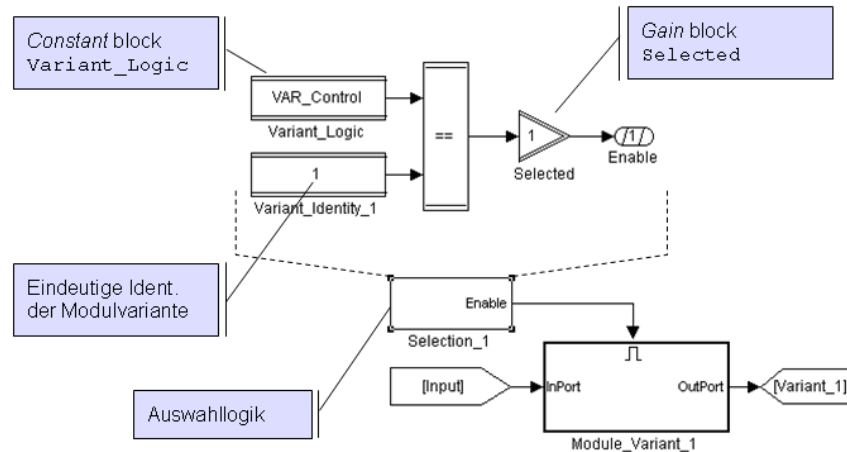 Constant block
Variant_Logic
Gain block
Selected
VAR_Control
Variant_Logic
==
1
Selected
/1/
Enable
1
Variant_Identity_1
Eindeutige Ident.
der Modulvariante
Enable
Selection_1
Auswahllogik
[Input]
InPort
OutPort
[Variant_1]
Module_Variant_1